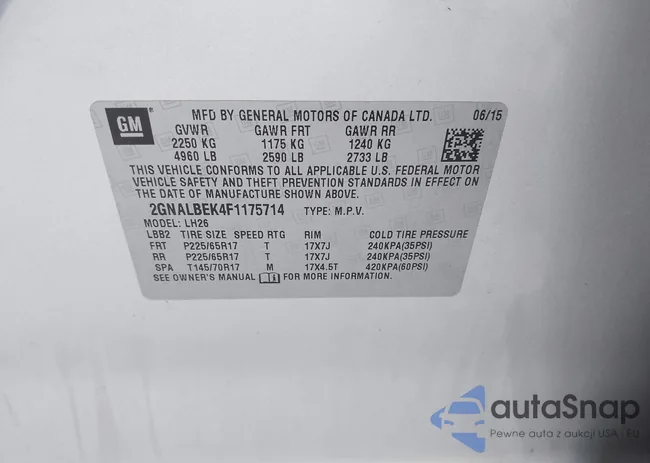 GM
MFD BY GENERAL MOTORS OF CANADA LTD. 06/15
GVWR GAWR FRT GAWR RR
2250 KG 1175 KG 1240 KG
4960 LB 2590 LB 2733 LB
THIS VEHICLE CONFORMS TO ALL APPLICABLE U.S. FEDERAL MOTOR
VEHICLE SAFETY AND THEFT PREVENTION STANDARDS IN EFFECT ON
THE DATE OF MANUFACTURE SHOWN ABOVE.
2GNALBEK4F1175714 TYPE: M.P.V.
MODEL: LH26
LBB2 TIRE SIZE SPEED RTG RIM COLD TIRE PRESSURE
FRT P225/65R17 T 17X7J 240KPA(35PSI)
RR P225/65R17 T 17X7J 240KPA(35PSI)
SPA T145/70R17 M 17X4.5T 420KPA(60PSI)
SEE OWNER'S MANUAL FOR MORE INFORMATION.
autaSnap
Pewne auta z aukcji USA - EU